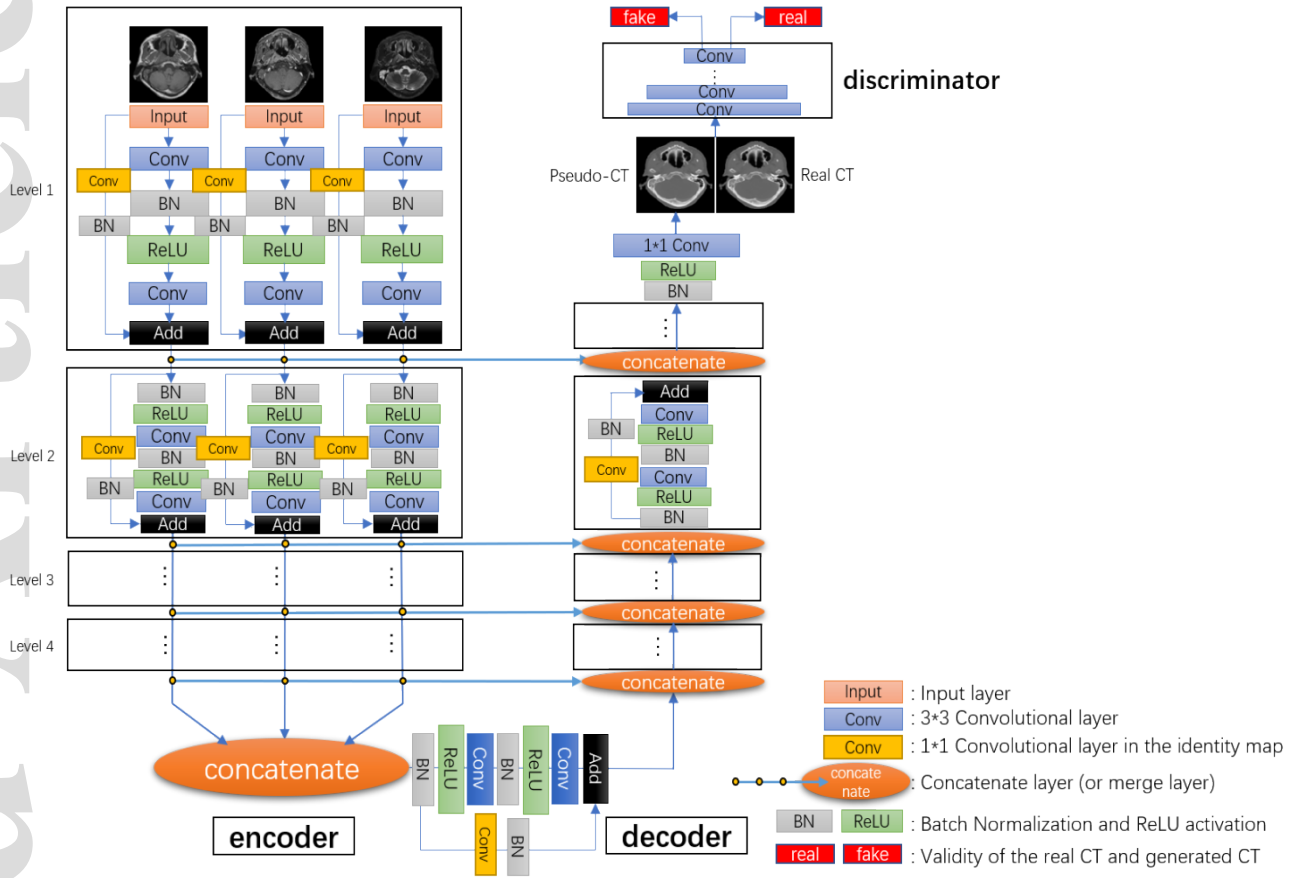 fake real
Conv
⋮
Conv
Conv
discriminator
Input Input Input
Conv Conv Conv
Conv Conv Conv
Level 1
BN BN BN
BN BN BN
ReLU ReLU ReLU
Conv Conv Conv
Add Add Add
Pseudo-CT Real CT
1*1 Conv
ReLU
BN
⋮
concatenate
BN BN BN
ReLU ReLU ReLU
Conv Conv Conv
Conv Conv Conv
Level 2
BN BN BN
ReLU ReLU ReLU
BN BN BN
Conv Conv Conv
Add Add Add
Add
Conv
BN
ReLU
BN
Conv
Conv
ReLU
BN
concatenate
Level 3
⋮ ⋮ ⋮ ⋮
concatenate
Level 4
⋮ ⋮ ⋮ ⋮
concatenate
concatenate
BN ReLU Conv BN ReLU Conv Add
Conv BN
encoder
decoder
Input : Input layer
Conv : 3*3 Convolutional layer
Conv : 1*1 Convolutional layer in the identity map
concate
nate : Concatenate layer (or merge layer)
BN ReLU : Batch Normalization and ReLU activation
real fake : Validity of the real CT and generated CT